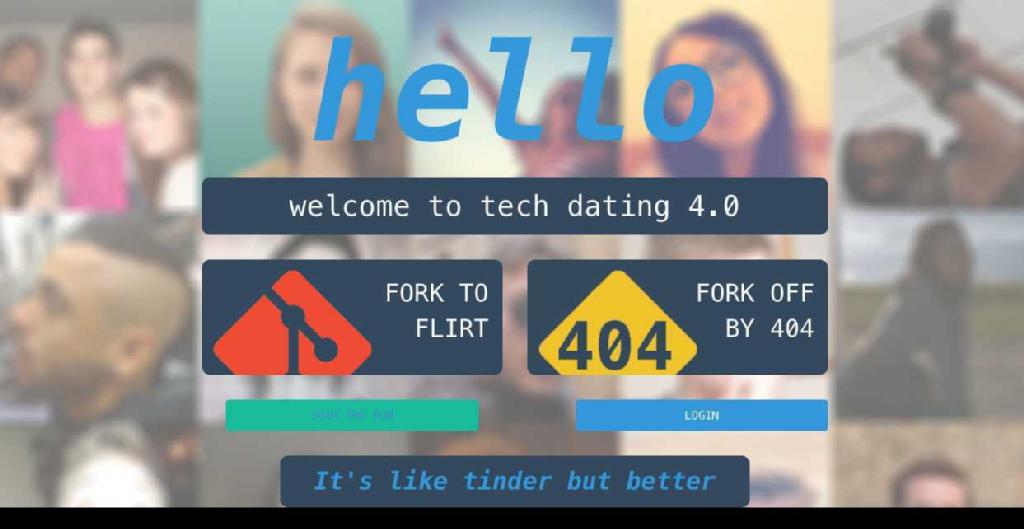 hello
welcome to tech dating 4.0
FORK TO
FLIRT
404
FORK OFF
BY 404
JOIN THE FUN
LOGIN
It's like tinder but better